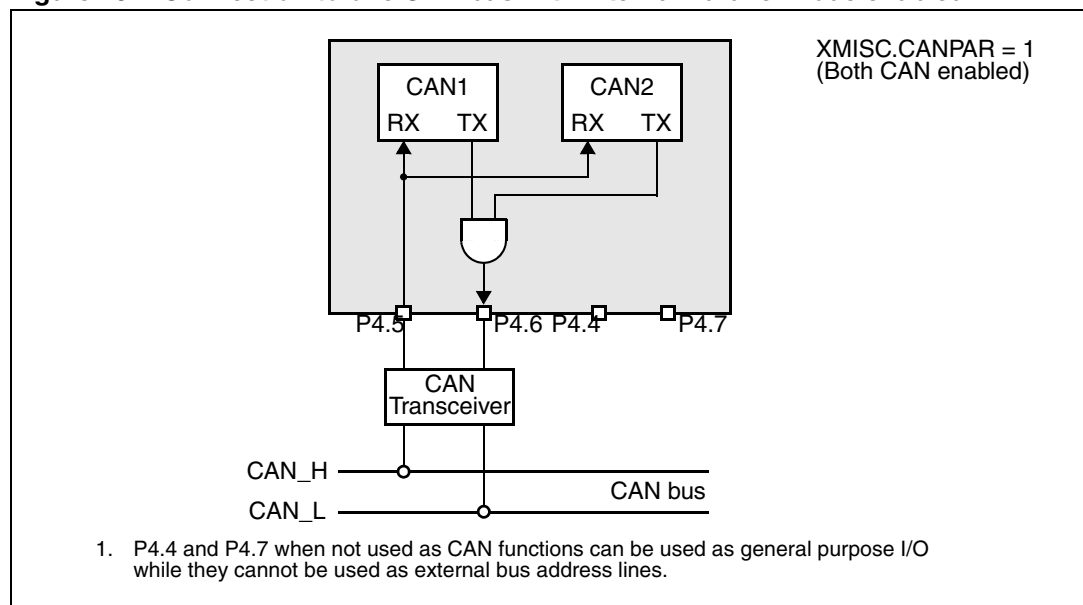 XMISC.CANPAR = 1
(Both CAN enabled)
CAN1
RX TX
CAN2
RX TX
P4.5
P4.6
P4.4
P4.7
CAN
Transceiver
CAN_H
CAN_L
CAN bus
1. P4.4 and P4.7 when not used as CAN functions can be used as general purpose I/O
while they cannot be used as external bus address lines.